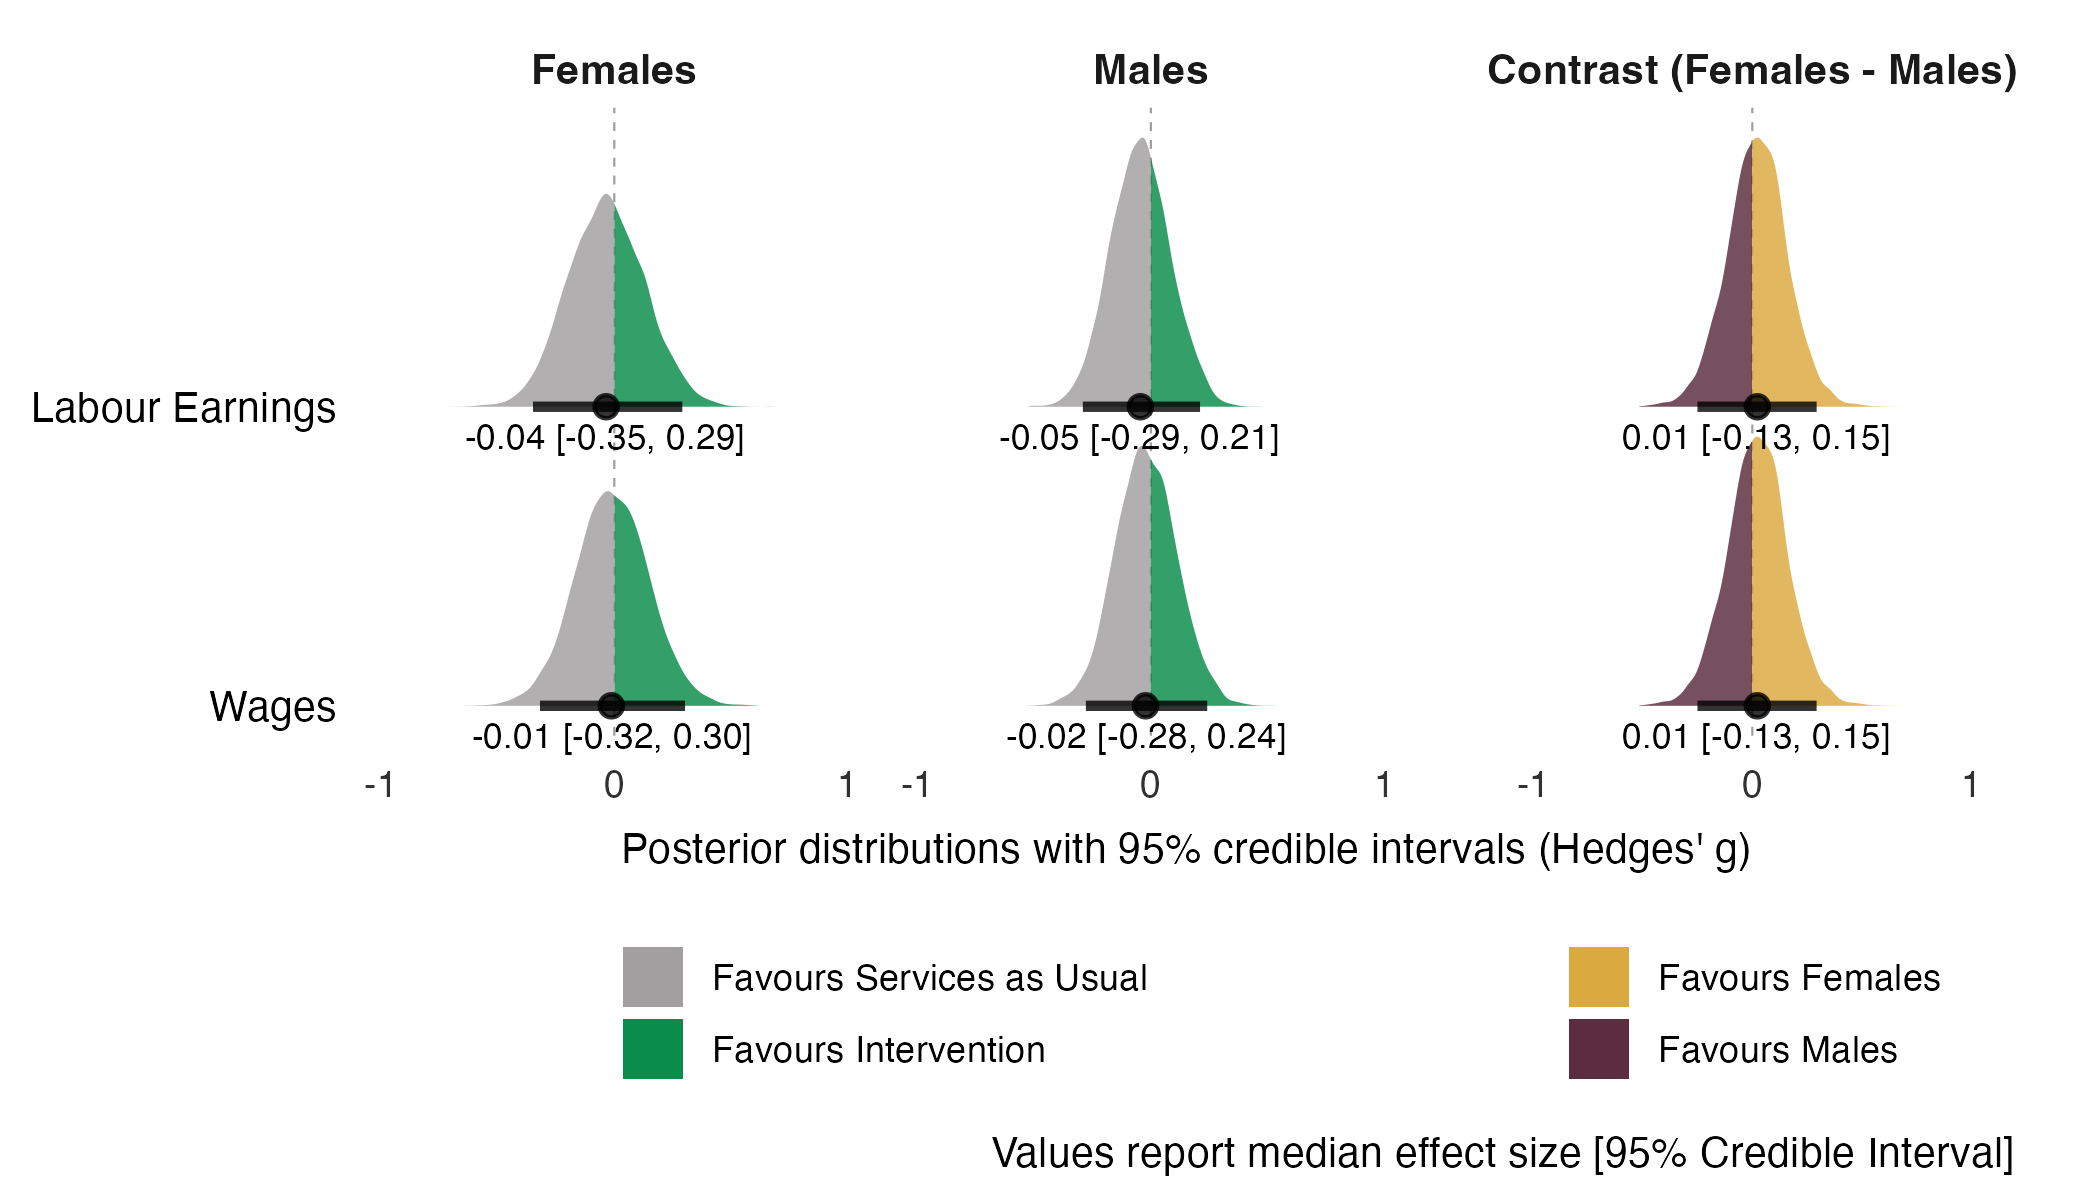 Females Males Contrast (Females - Males)
Labour Earnings
-0.04 [-0.35, 0.29] -0.05 [-0.29, 0.21] 0.01 [-0.13, 0.15]
Wages
-0.01 [-0.32, 0.30] -0.02 [-0.28, 0.24] 0.01 [-0.13, 0.15]
-1 0 1 -1 0 1 -1 0 1
Posterior distributions with 95% credible intervals (Hedges' g)
Favours Services as Usual Favours Females
Favours Intervention Favours Males
Values report median effect size [95% Credible Interval]